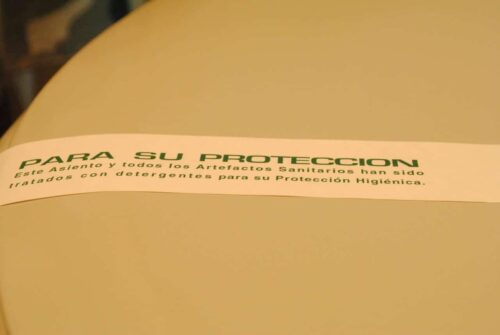 PARA SU PROTECCION
Este Asiento y todos los Artefactos Sanitarios han sido
tratados con detergentes para su Protección Higiénica.